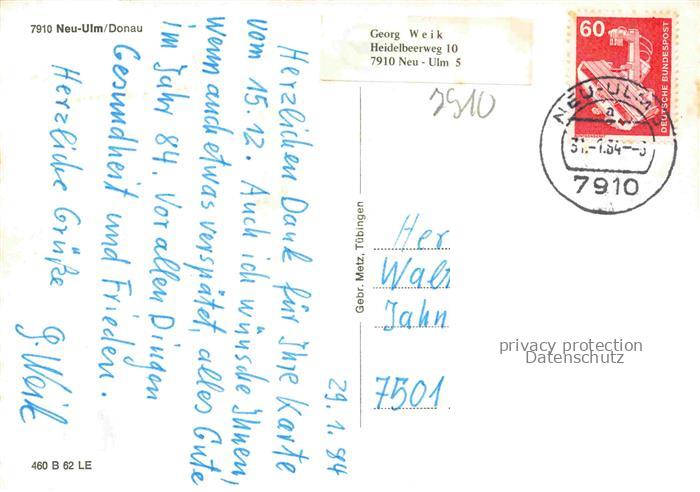 7910 Neu-Ulm/Donau
29.1.84
Herzlichen Dank für Ihre Karte
vom 15.12. Auch ich wünsche Ihnen,
wenn auch etwas verspätet, alles Gute
im Jahr 84. Vor allen Dingen
Gesundheit und Frieden.
Herzliche Grüße
G. Weik
460 B 62 LE
Gebr. Metz, Tübingen
Georg Weik
Heidelbeerweg 10
7910 Neu - Ulm 5
7910
60
DEUTSCHE BUNDESPOST
NEU-ULM
a
31.-1.84--
7910
Her
Walt
Jahn
7501
privacy protection
Datenschutz